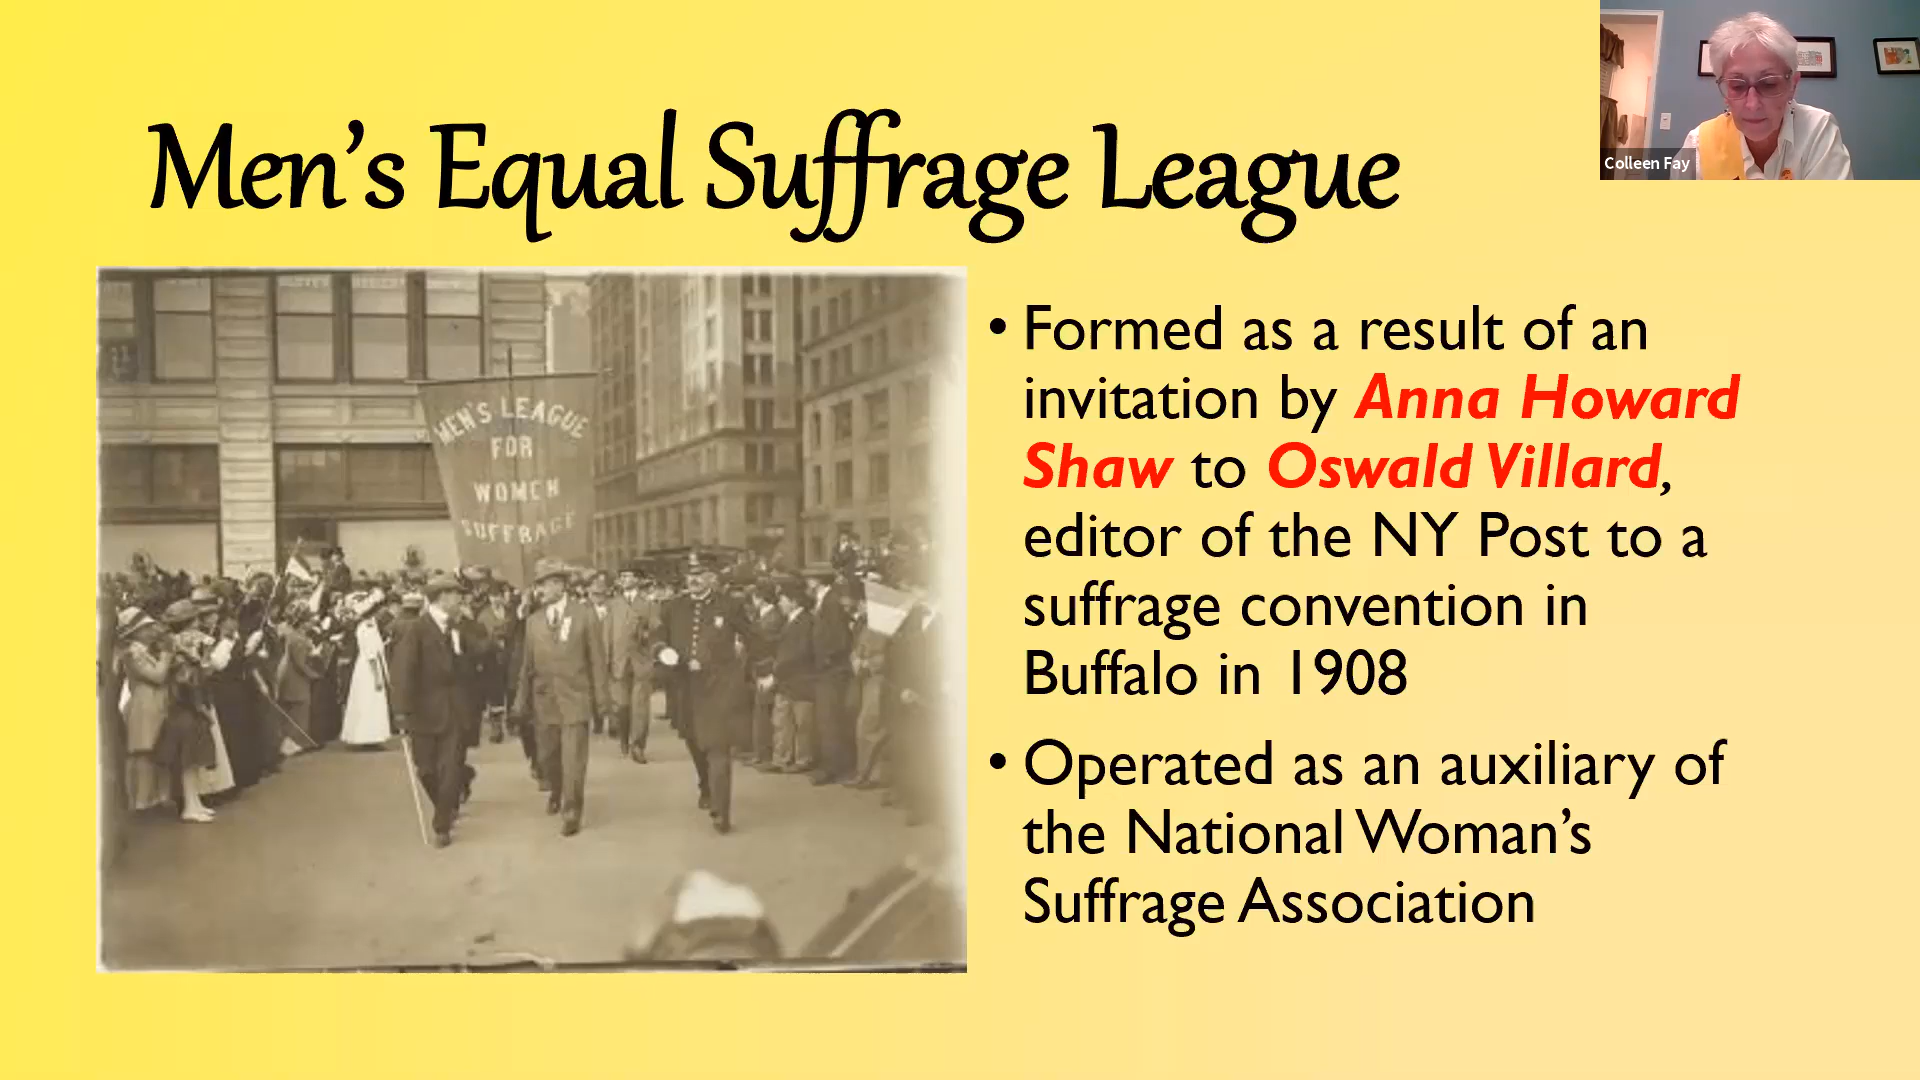 Men's Equal Suffrage League
Colleen Fay
MEN'S LEAGUE
FOR
WOMEN
SUFFRAGE
• Formed as a result of an
invitation by Anna Howard
Shaw to Oswald Villard,
editor of the NY Post to a
suffrage convention in
Buffalo in 1908
• Operated as an auxiliary of
the National Woman's
Suffrage Association